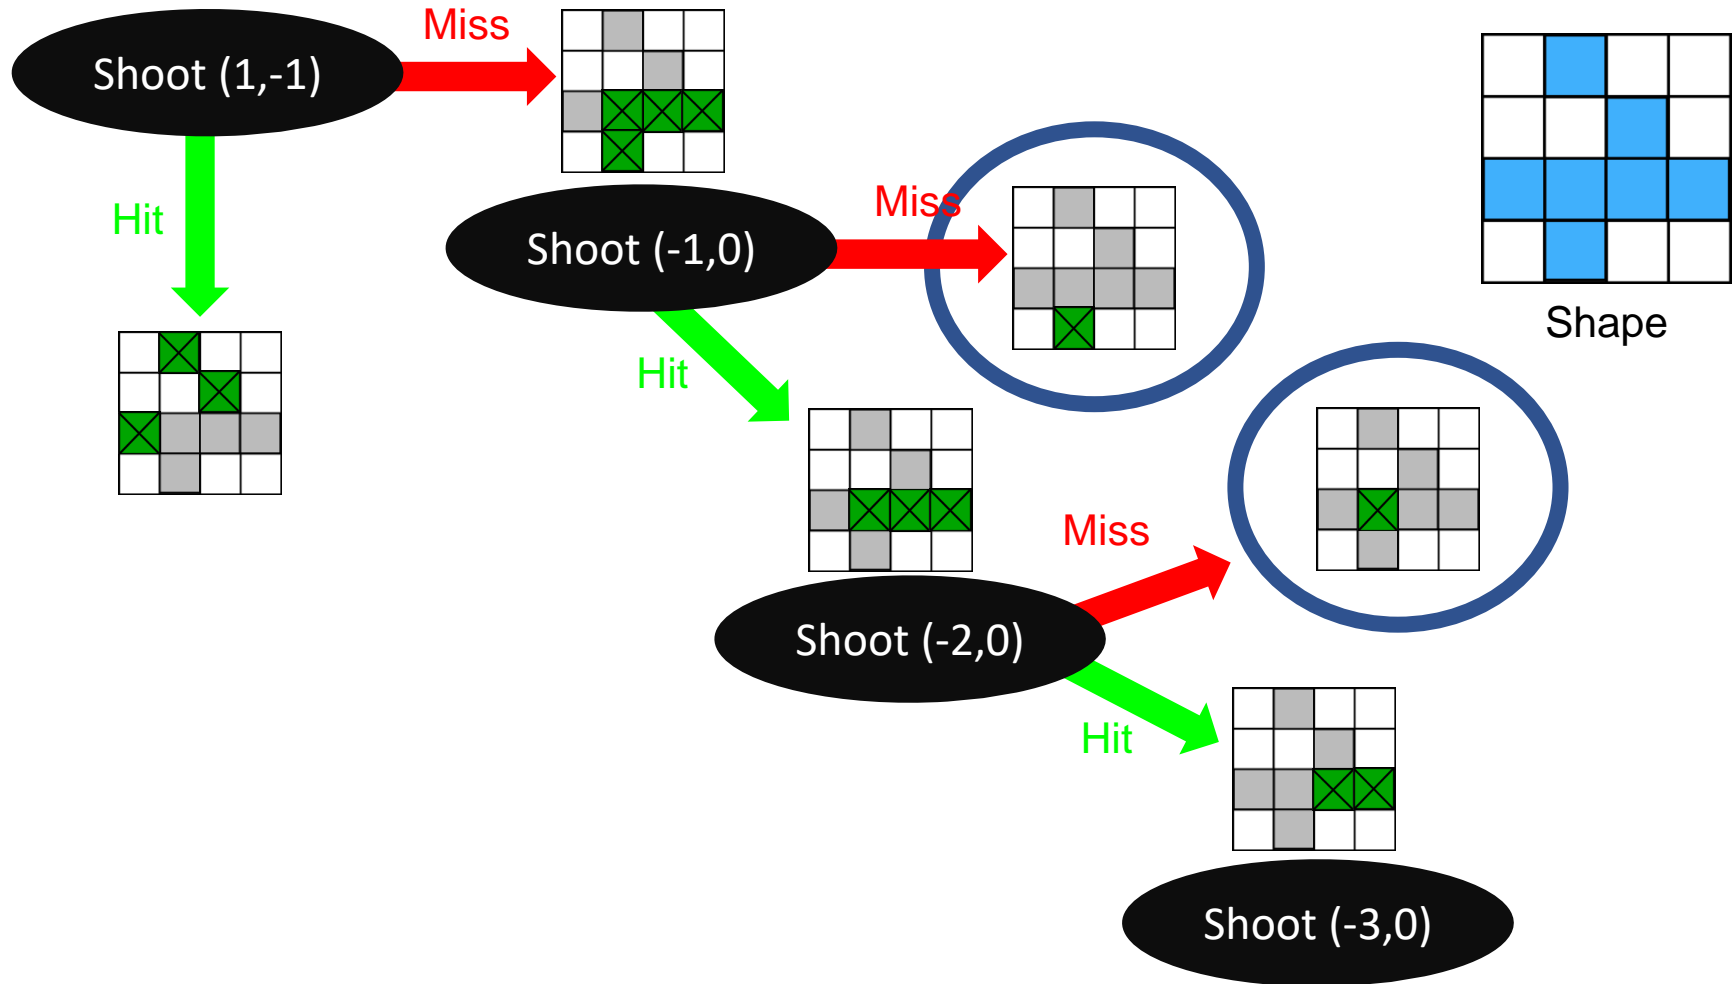 Miss
Shoot (1,-1)
Hit
Miss
Shoot (-1,0)
Shape
Hit
Miss
Shoot (-2,0)
Hit
Shoot (-3,0)